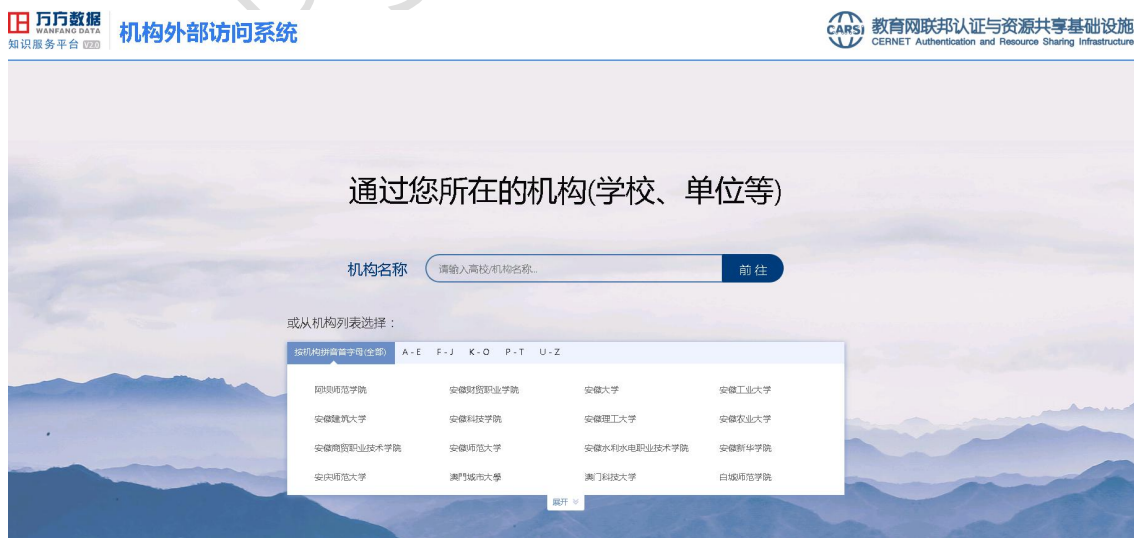 万方数据
WANFANG DATA
知识服务平台 V2.0
机构外部访问系统
CARSI
教育网联邦认证与资源共享基础设施
CERNET Authentication and Resource Sharing Infrastructure
通过您所在的机构(学校、单位等)
机构名称 请输入高校/机构名称... 前往
或从机构列表选择：
按机构拼音首字母(全部) A-E F-J K-O P-T U-Z
阿坝师范学院 安徽财贸职业学院 安徽大学 安徽工业大学
安徽建筑大学 安徽科技学院 安徽理工大学 安徽农业大学
安徽商贸职业技术学院 安徽师范大学 安徽水利水电职业技术学院 安徽新华学院
安庆师范大学 澳門城市大學 澳门科技大学 白城师范学院
展开